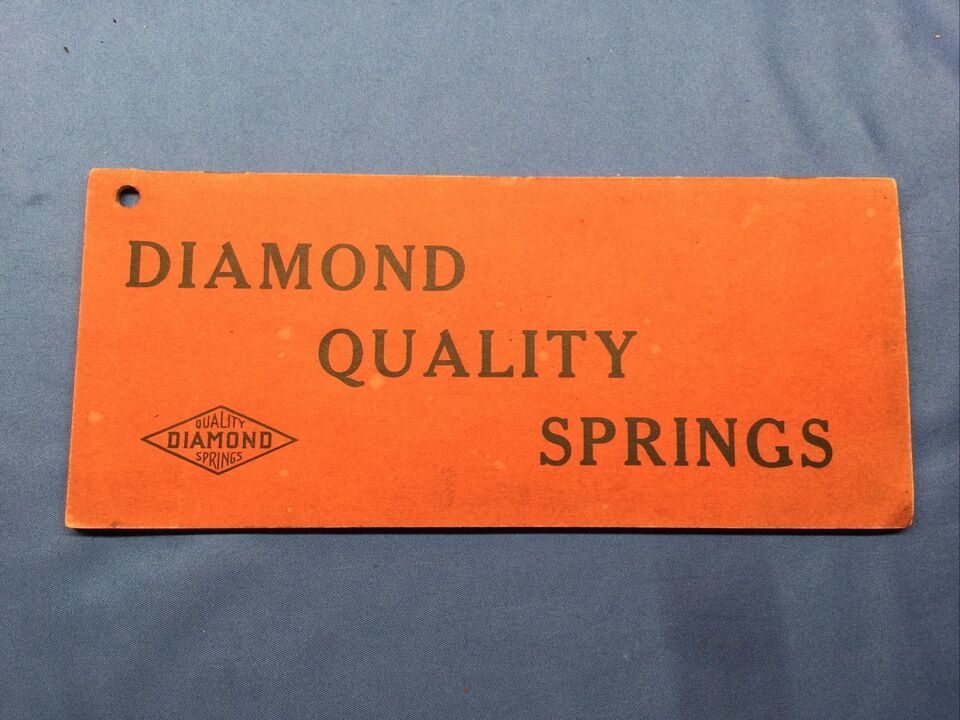 DIAMOND
QUALITY
SPRINGS
QUALITY
DIAMOND
SPRINGS